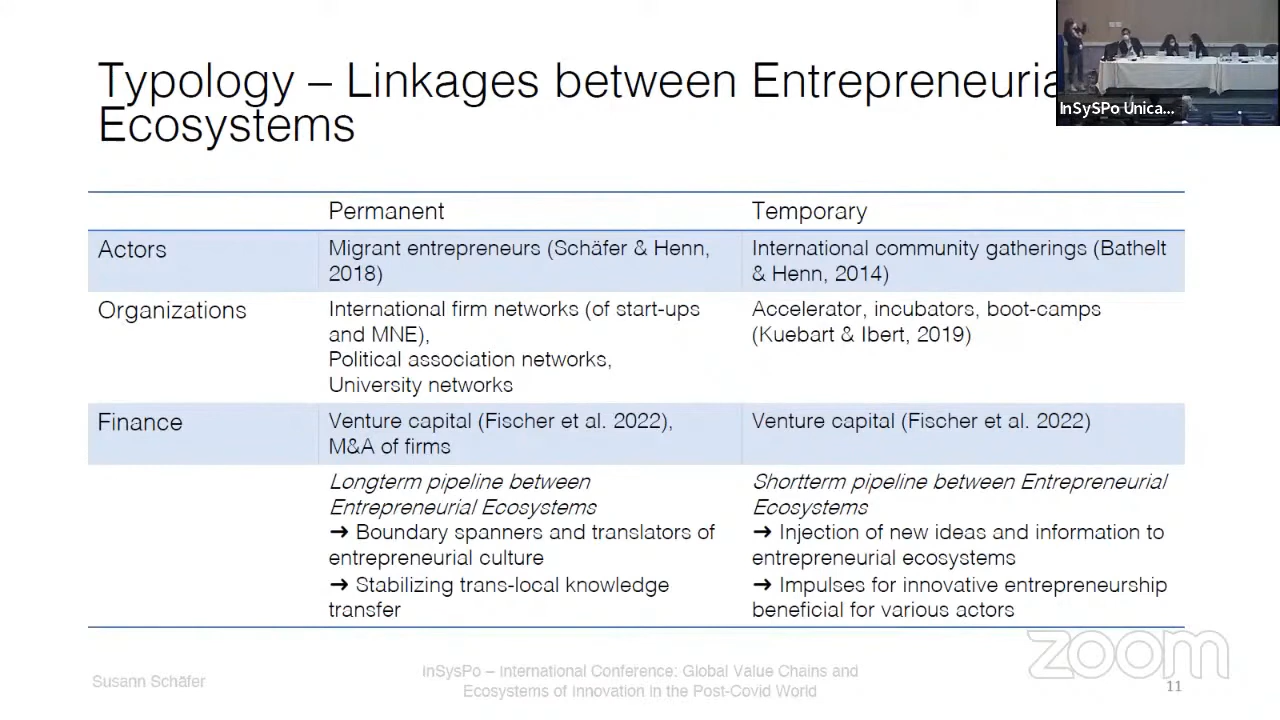 Typology – Linkages between Entrepreneuria
Ecosystems
InSySPo Unica...
Permanent
Temporary
Actors
Migrant entrepreneurs (Schäfer & Henn,
2018)
International community gatherings (Bathelt
& Henn, 2014)
Organizations
International firm networks (of start-ups
and MNE),
Political association networks,
University networks
Accelerator, incubators, boot-camps
(Kuebart & Ibert, 2019)
Finance
Venture capital (Fischer et al. 2022),
M&A of firms
Venture capital (Fischer et al. 2022)
Longterm pipeline between
Entrepreneurial Ecosystems
➔ Boundary spanners and translators of
entrepreneurial culture
➔ Stabilizing trans-local knowledge
transfer
Shortterm pipeline between Entrepreneurial
Ecosystems
➔ Injection of new ideas and information to
entrepreneurial ecosystems
➔ Impulses for innovative entrepreneurship
beneficial for various actors
zoom
Susann Schäfer
InSysPo – International Conference: Global Value Chains and
Ecosystems of Innovation in the Post-Covid World
11